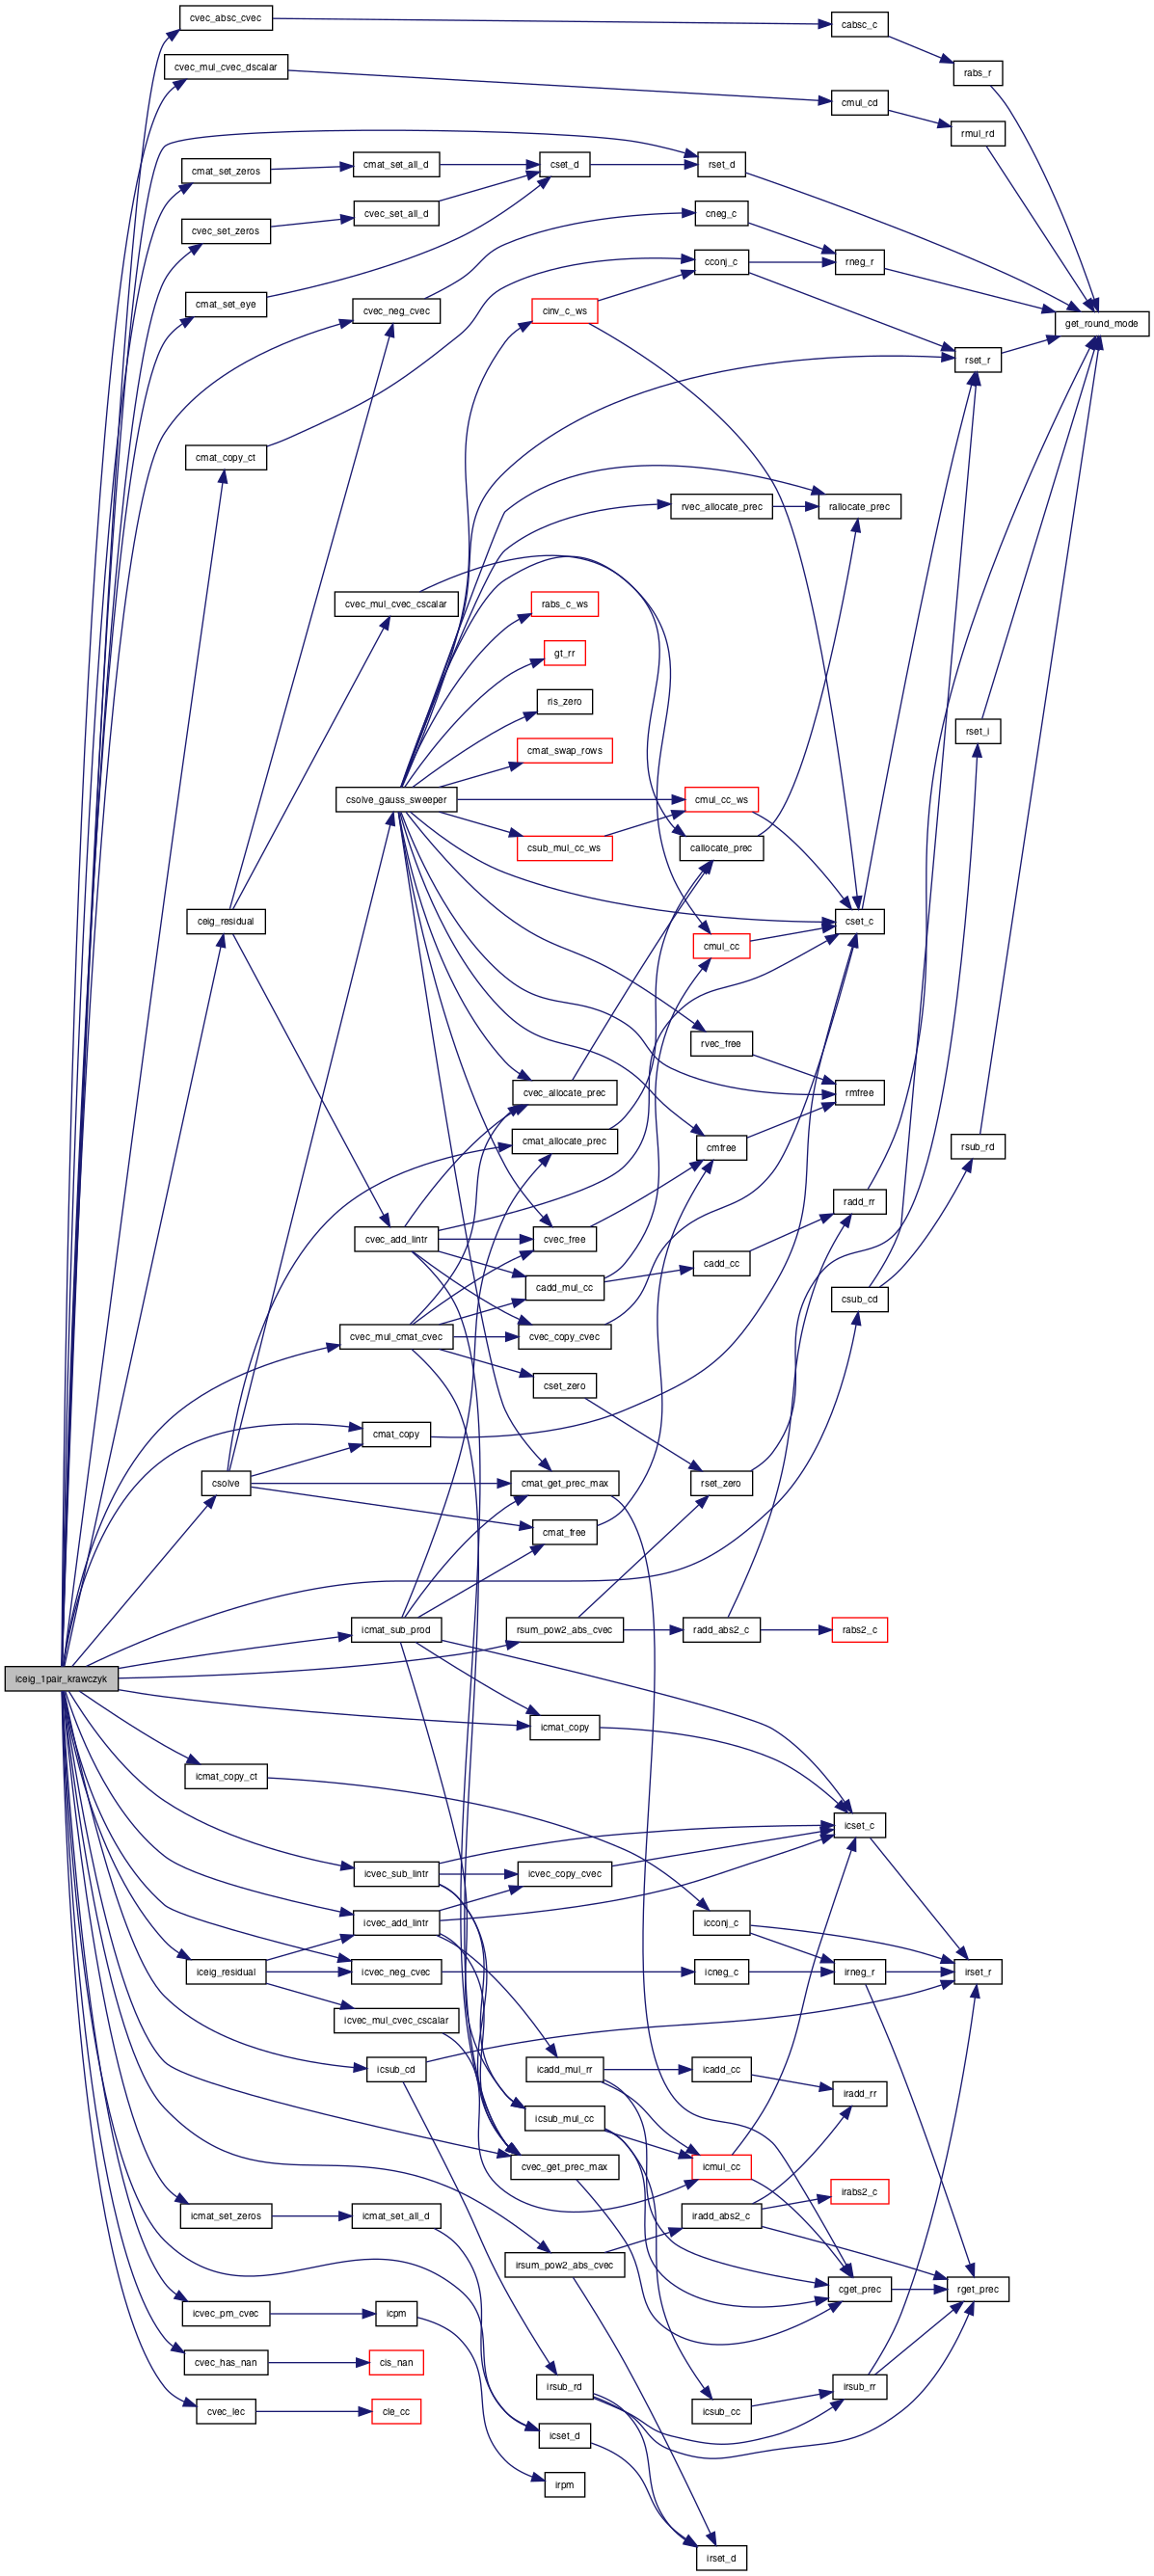 cvec_absc_cvec
cabsc_c
cvec_mul_cvec_dscalar
rabs_r
cmul_cd
rmul_rd
cmat_set_zeros
cmat_set_all_d
cset_d
rset_d
cvec_set_zeros
cvec_set_all_d
cneg_c
cconj_c
rneg_r
cmat_set_eye
cvec_neg_cvec
cinv_c_ws
get_round_mode
rset_r
cmat_copy_ct
rvec_allocate_prec
rallocate_prec
cvec_mul_cvec_cscalar
rabs_c_ws
gt_rr
ris_zero
rset_i
cmat_swap_rows
csolve_gauss_sweeper
cmul_cc_ws
csub_mul_cc_ws
callocate_prec
ceig_residual
cset_c
cmul_cc
rvec_free
cvec_allocate_prec
rmfree
cmat_allocate_prec
cmfree
rsub_rd
radd_rr
cvec_add_lintr
cvec_free
cadd_cc
cadd_mul_cc
csub_cd
cvec_mul_cmat_cvec
cvec_copy_cvec
cset_zero
cmat_copy
csolve
cmat_get_prec_max
rset_zero
cmat_free
icmat_sub_prod
rsum_pow2_abs_cvec
radd_abs2_c
rabs2_c
iceig_1pair_krawczyk
icmat_copy
icmat_copy_ct
icset_c
icvec_sub_lintr
icvec_copy_cvec
icvec_add_lintr
icconj_c
iceig_residual
icvec_neg_cvec
icneg_c
irneg_r
irset_r
icvec_mul_cvec_cscalar
icsub_cd
icadd_mul_rr
icadd_cc
iradd_rr
icsub_mul_cc
cvec_get_prec_max
icmul_cc
irabs2_c
icmat_set_zeros
icmat_set_all_d
iradd_abs2_c
irsum_pow2_abs_cvec
cget_prec
rget_prec
icvec_pm_cvec
icpm
cvec_has_nan
cis_nan
irsub_rd
irsub_rr
cvec_lec
cle_cc
icsub_cc
icset_d
irpm
irset_d